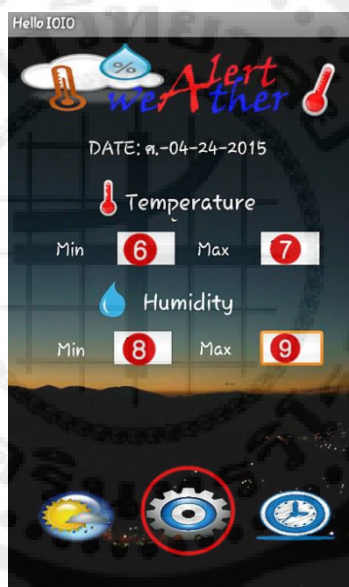 Hello IOIO
%
Alert
weAther
DATE: ศ.-04-24-2015
Temperature
Min 6 Max 7
Humidity
Min 8 Max 9